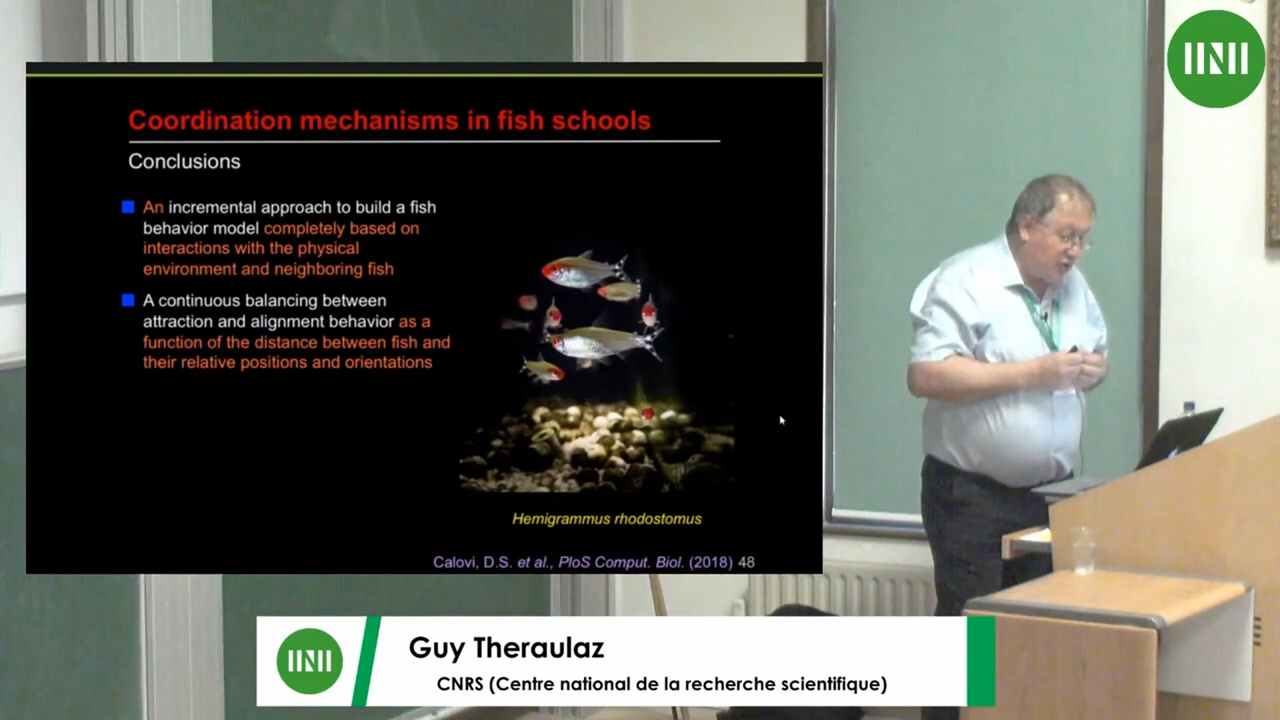 IINII
Coordination mechanisms in fish schools
Conclusions
An incremental approach to build a fish
behavior model completely based on
interactions with the physical
environment and neighboring fish
A continuous balancing between
attraction and alignment behavior as a
function of the distance between fish and
their relative positions and orientations
Hemigrammus rhodostomus
Calovi, D.S. et al., PloS Comput. Biol. (2018) 48
IINII
Guy Theraulaz
CNRS (Centre national de la recherche scientifique)